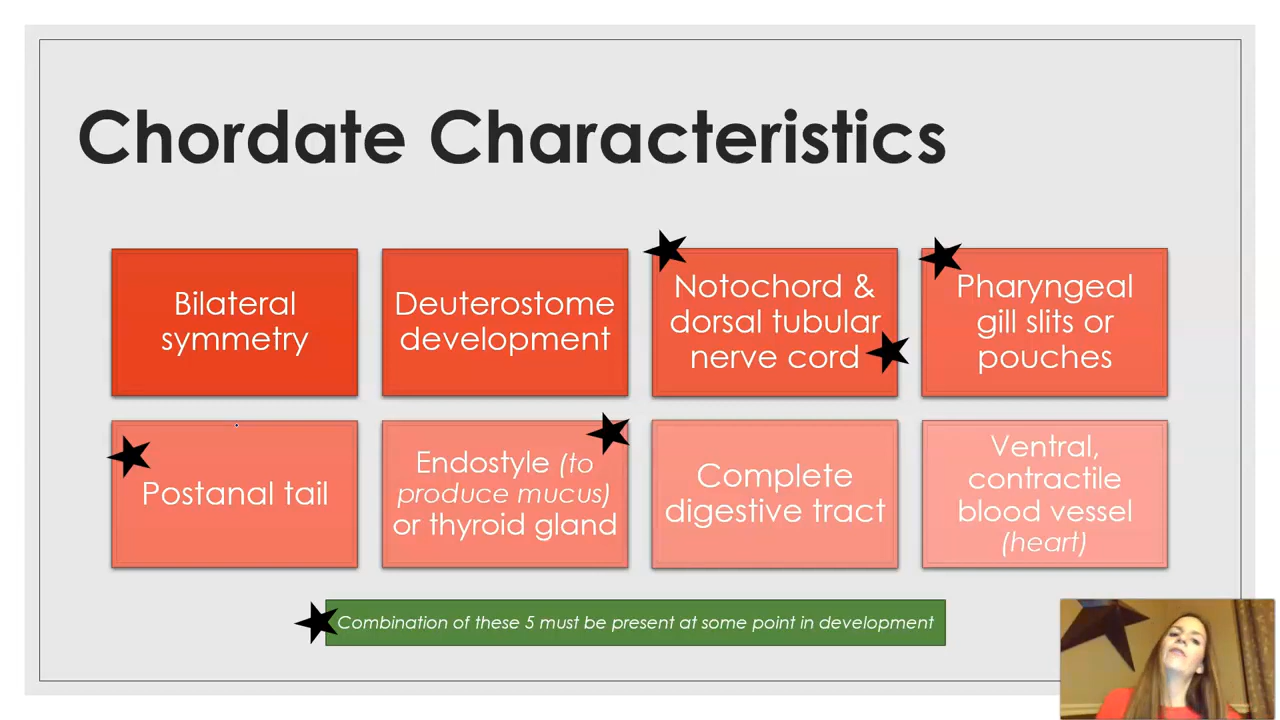 Chordate Characteristics
Bilateral
symmetry
Deuterostome
development
Notochord &
dorsal tubular
nerve cord
Pharyngeal
gill slits or
pouches
Postanal tail
Endostyle (to
produce mucus)
or thyroid gland
Complete
digestive tract
Ventral,
contractile
blood vessel
(heart)
Combination of these 5 must be present at some point in development